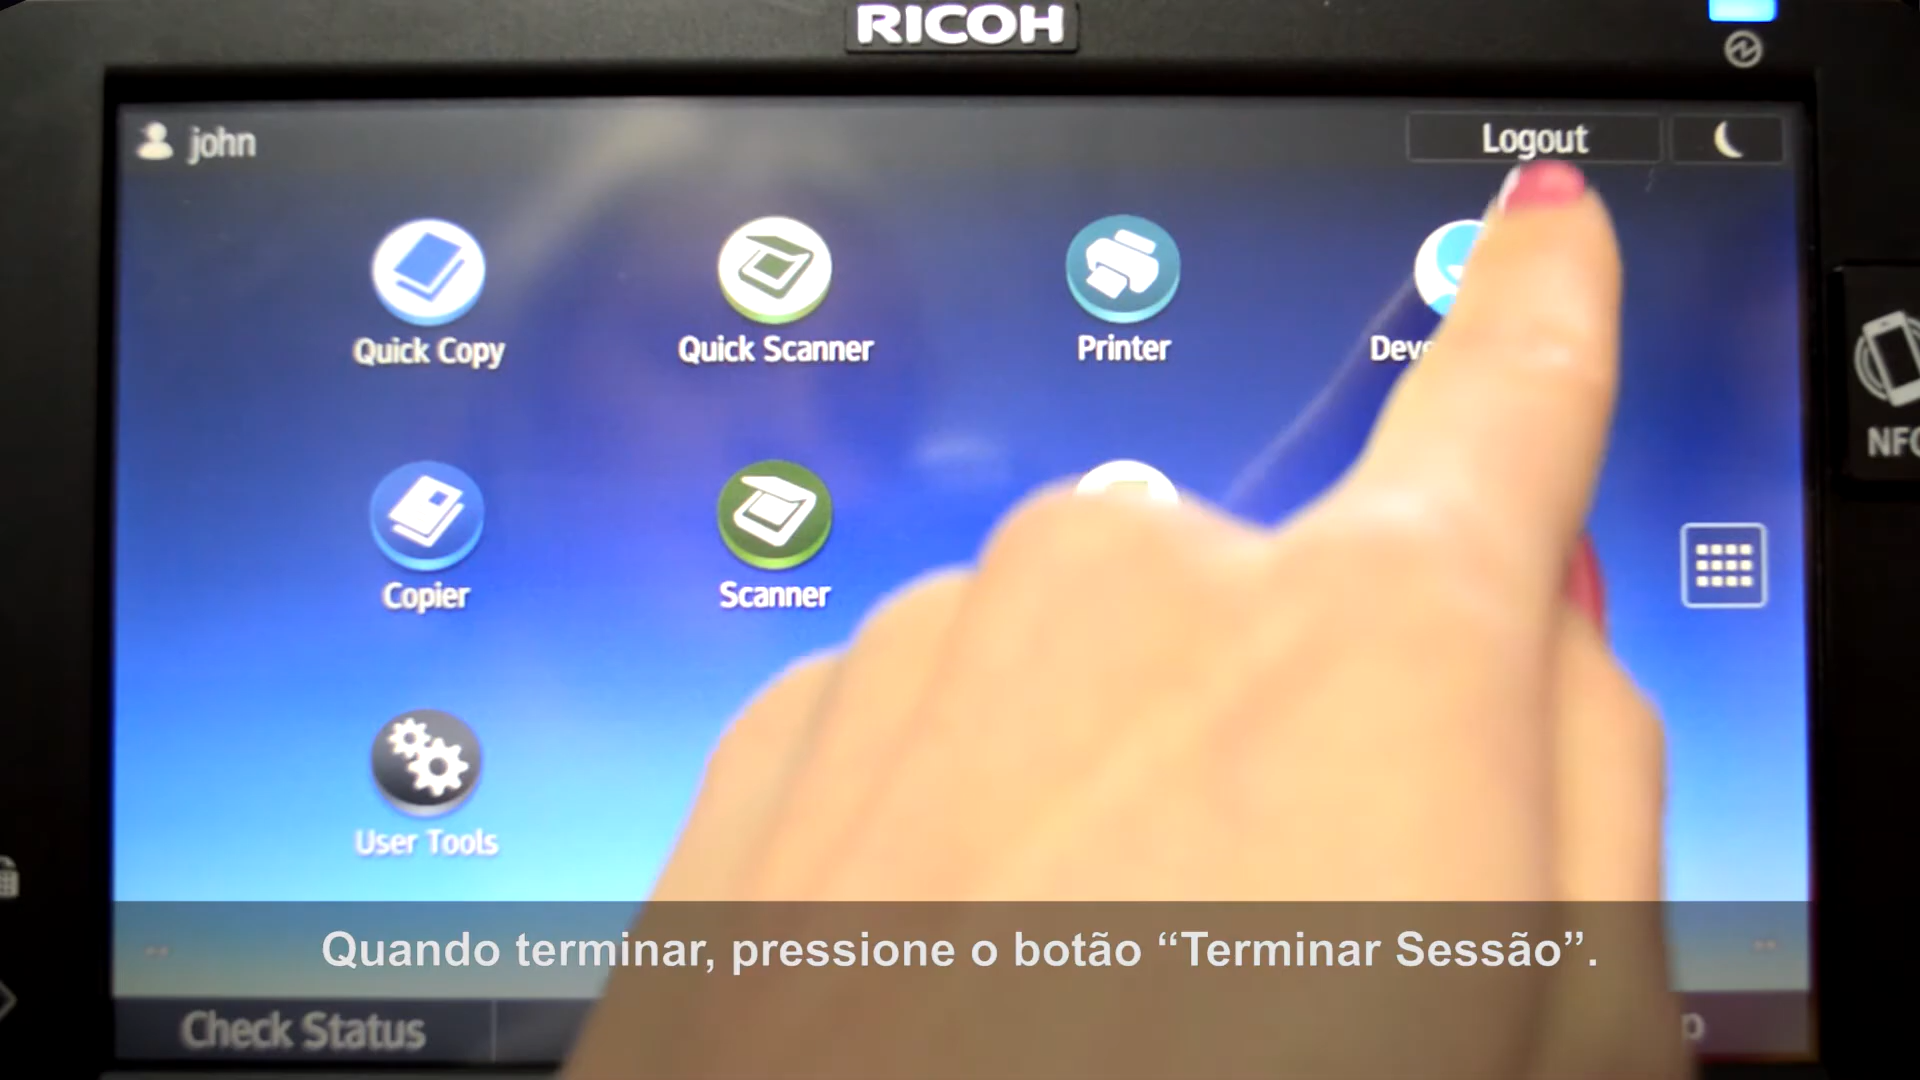 RICOH
john
Logout
Quick Copy
Quick Scanner
Printer
Copier
Scanner
User Tools
Quando terminar, pressione o botão “Terminar Sessão”.
Check Status